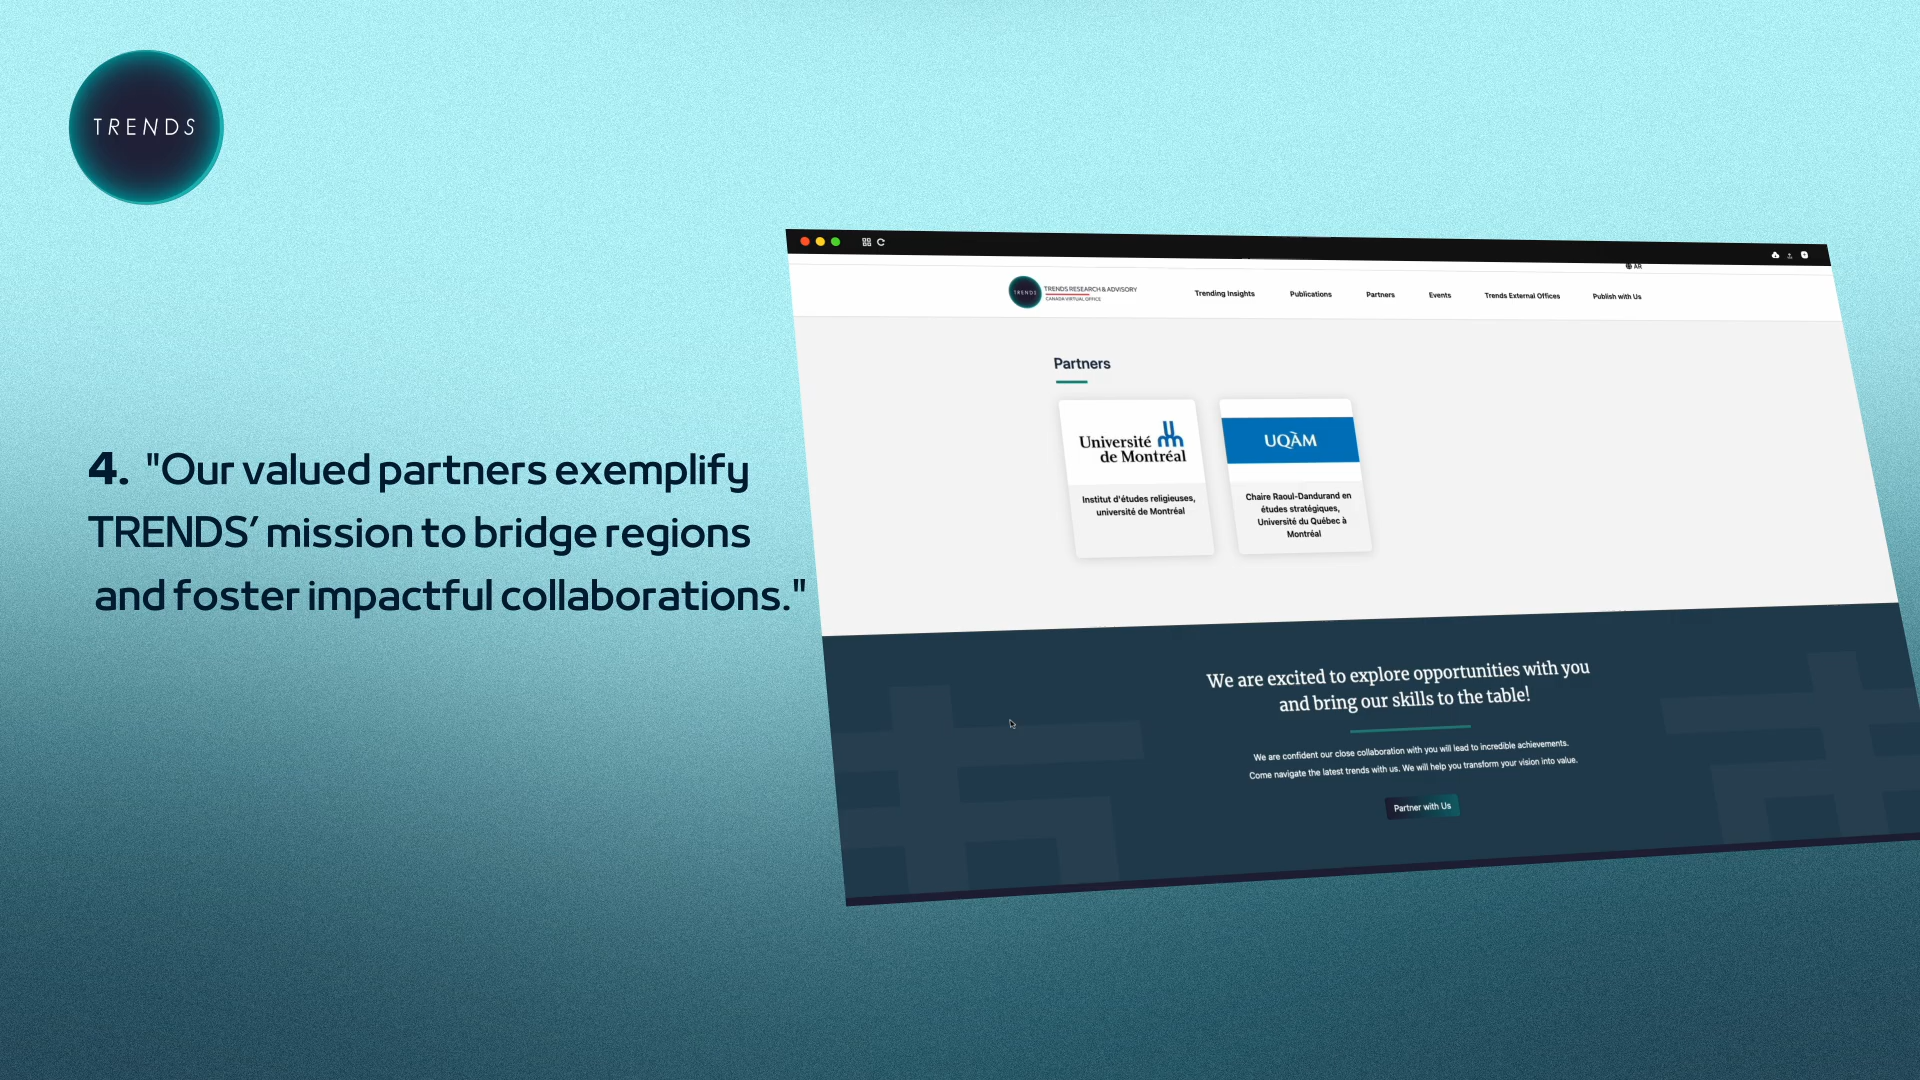 TRENDS
4. "Our valued partners exemplify
TRENDS’ mission to bridge regions
and foster impactful collaborations."
AR
TRENDS
TRENDS RESEARCH & ADVISORY
CANADA VIRTUAL OFFICE
Trending Insights Publications Partners Events Trends External Offices Publish with Us
Partners
Université
de Montréal
Institut d'études religieuses,
université de Montréal
UQÀM
Chaire Raoul-Dandurand en
études stratégiques,
Université du Québec à
Montréal
We are excited to explore opportunities with you
and bring our skills to the table!
We are confident our close collaboration with you will lead to incredible achievements.
Come navigate the latest trends with us. We will help you transform your vision into value.
Partner with Us